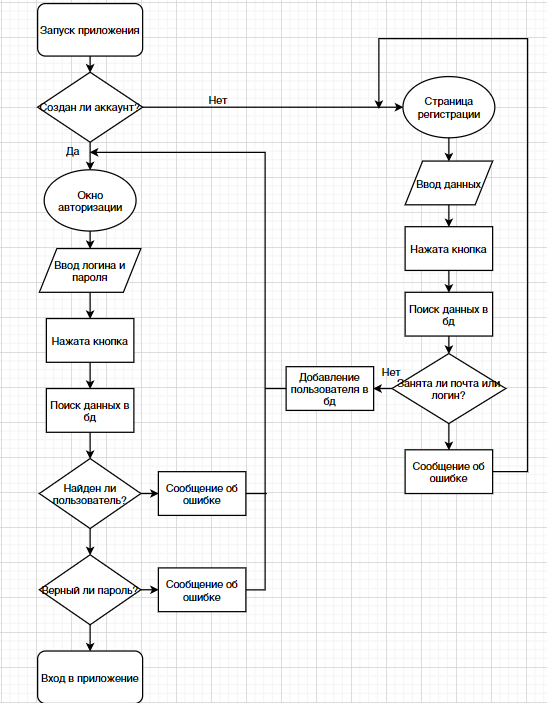 Запуск приложения
Создан ли аккаунт?
Нет
Страница
регистрации
Да
Ввод данных
Окно
авторизации
Нажата кнопка
Ввод логина и
пароля
Поиск данных в
бд
Нажата кнопка
Нет
Занята ли почта или
логин?
Добавление
пользователя в
бд
Поиск данных в
бд
Сообщение об
ошибке
Найден ли
пользователь?
Сообщение об
ошибке
Верный ли пароль?
Сообщение об
ошибке
Вход в приложение